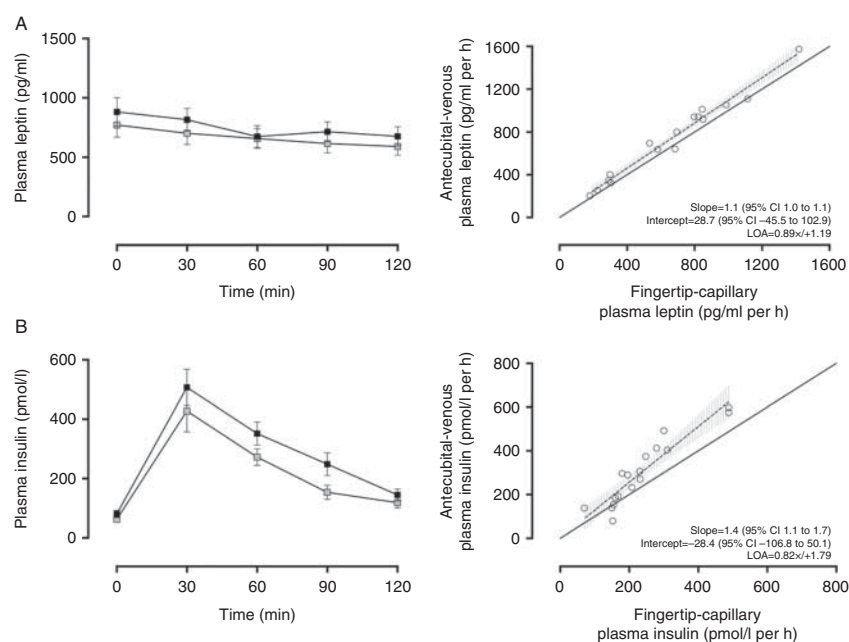 A
Plasma leptin (pg/ml)
1500
1000
500
0
0 30 60 90 120
Time (min)
Antecubital-venous
plasma leptin (pg/ml per h)
1600
1200
800
400
0
Slope=1.1 (95% CI 1.0 to 1.1)
Intercept=28.7 (95% CI −45.5 to 102.9)
LOA=0.89×/+1.19
0 400 800 1200 1600
Fingertip-capillary
plasma leptin (pg/ml per h)
B
Plasma insulin (pmol/l)
600
400
200
0
0 30 60 90 120
Time (min)
Antecubital-venous
plasma insulin (pmol/l per h)
800
600
400
200
0
Slope=1.4 (95% CI 1.1 to 1.7)
Intercept=−28.4 (95% CI −106.8 to 50.1)
LOA=0.82×/+1.79
0 200 400 600 800
Fingertip-capillary
plasma insulin (pmol/l per h)